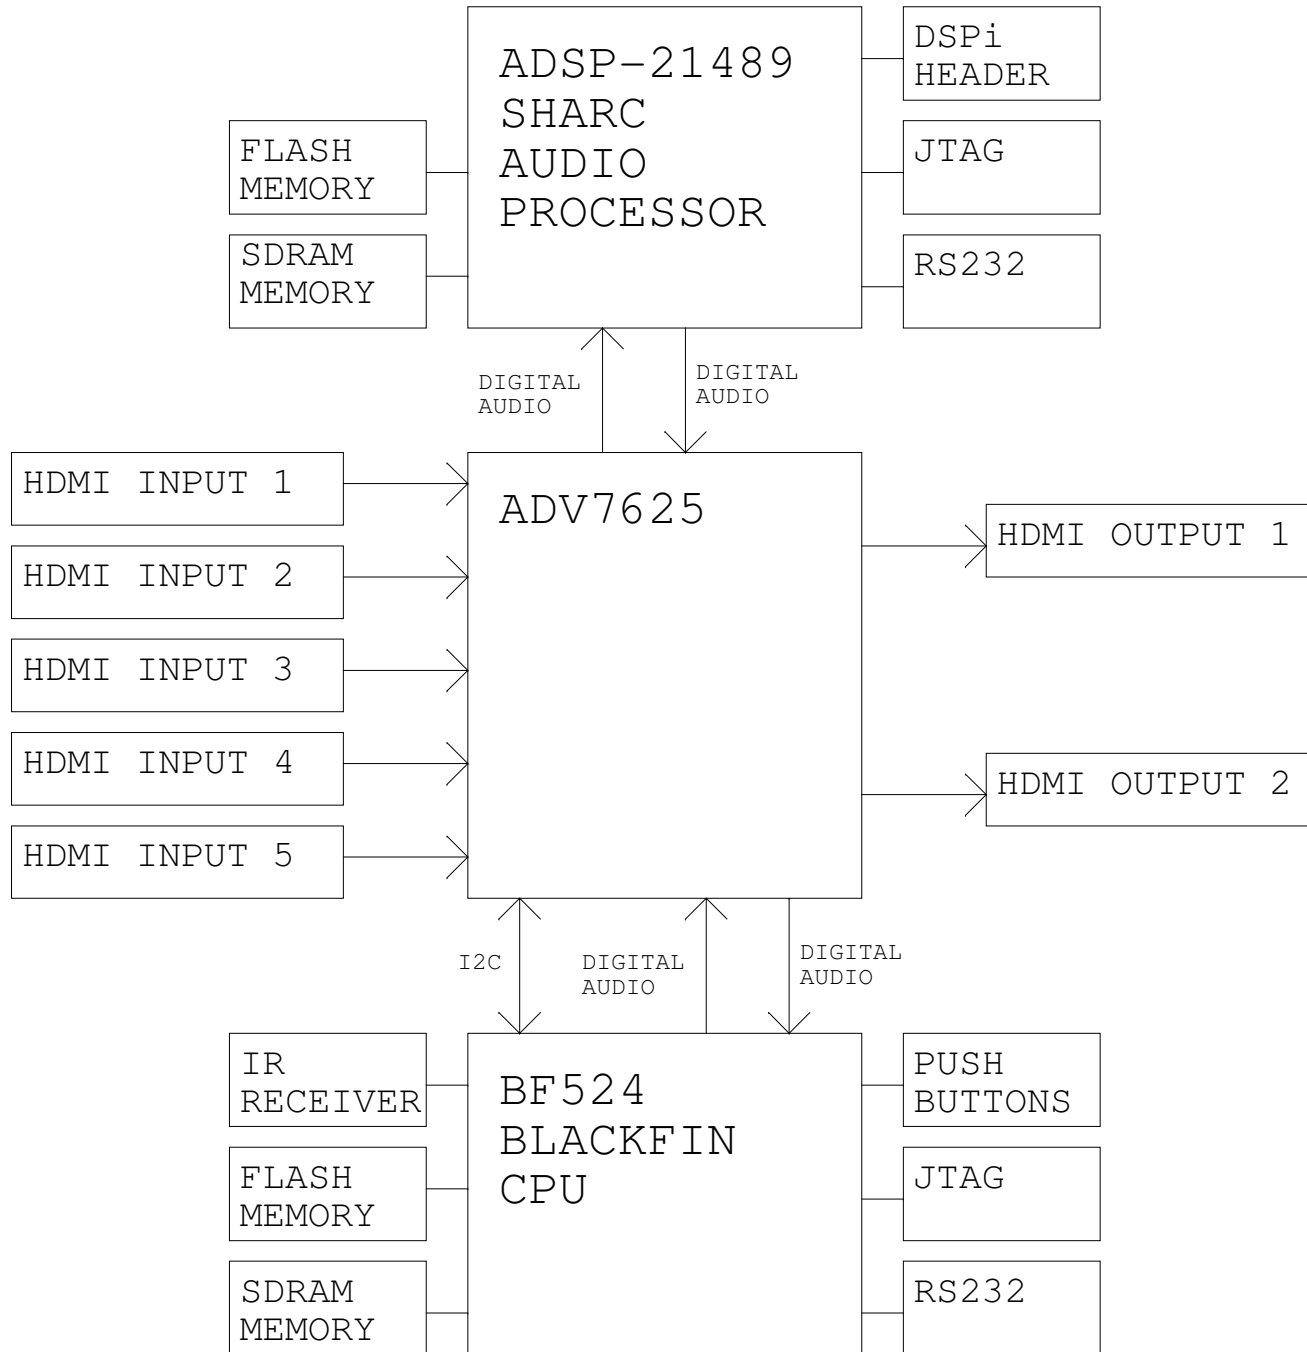 ADSP-21489
SHARC
AUDIO
PROCESSOR
DSPi
HEADER
FLASH
MEMORY
JTAG
SDRAM
MEMORY
RS232
DIGITAL
AUDIO
DIGITAL
AUDIO
HDMI INPUT 1
HDMI INPUT 2
HDMI INPUT 3
HDMI INPUT 4
HDMI INPUT 5
ADV7625
HDMI OUTPUT 1
HDMI OUTPUT 2
I2C
DIGITAL
AUDIO
DIGITAL
AUDIO
IR
RECEIVER
BF524
BLACKFIN
CPU
PUSH
BUTTONS
FLASH
MEMORY
JTAG
SDRAM
MEMORY
RS232